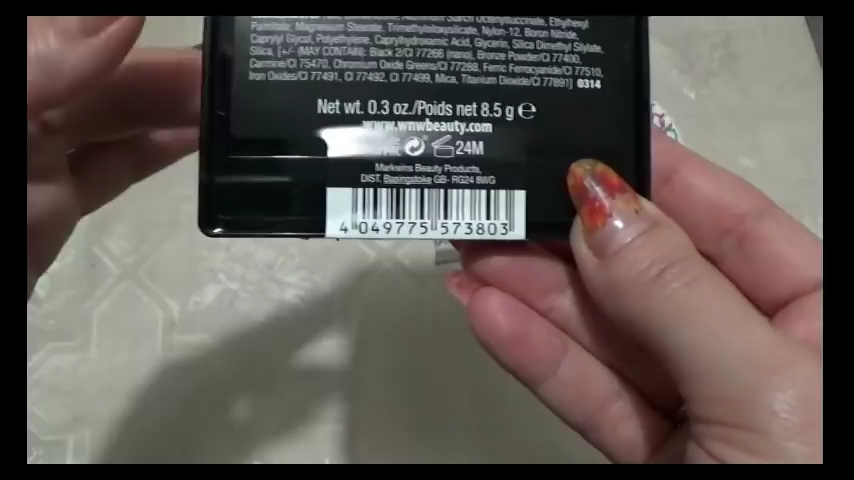 Aluminum Starch Octenylsuccinate, Ethylhexyl
Palmitate, Magnesium Stearate, Trimethylsiloxysilicate, Nylon-12, Boron Nitride,
Caprylyl Glycol, Polyethylene, Caprylhydroxamic Acid, Glycerin, Silica Dimethyl Silylate,
Silica, [+/- (MAY CONTAIN): Black 2/CI 77266 (nano), Bronze Powder/CI 77400,
Carmine/CI 75470, Chromium Oxide Greens/CI 77288, Ferric Ferrocyanide/CI 77510,
Iron Oxides/CI 77491, CI 77492, CI 77499, Mica, Titanium Dioxide/CI 77891] 0314
Net wt. 0.3 oz./Poids net 8.5 g e
www.wnwbeauty.com
24M
Markwins Beauty Products,
DIST. Basingstoke GB- RG24 8WG
4 049775 573803